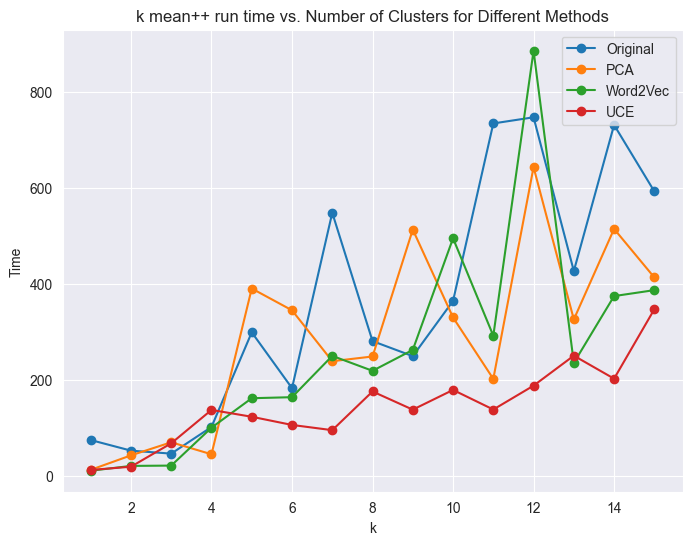 k mean++ run time vs. Number of Clusters for Different Methods
Original
PCA
Word2Vec
UCE
Time
800
600
400
200
0
2
4
6
8
10
12
14
k